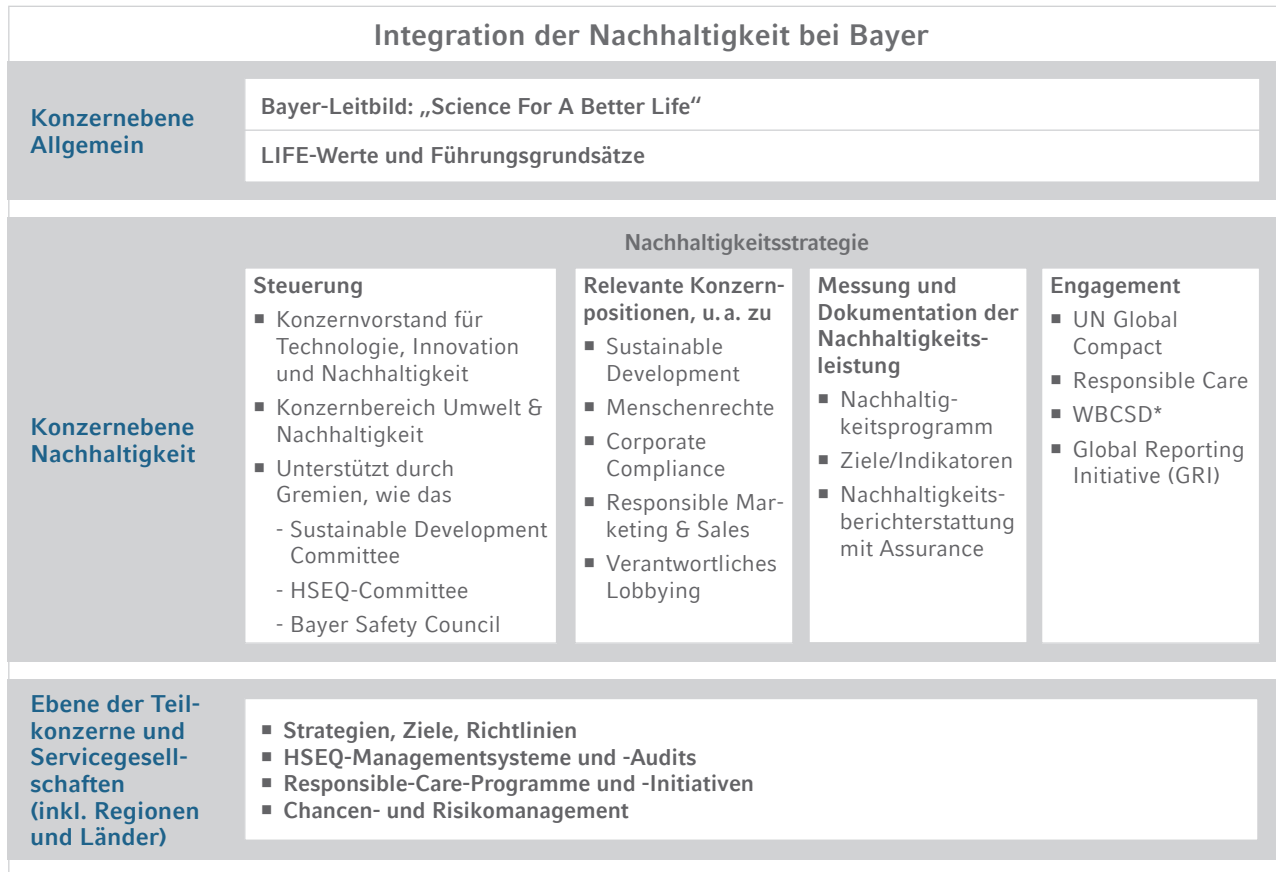 Integration der Nachhaltigkeit bei Bayer
Konzernebene
Allgemein
Bayer-Leitbild: „Science For A Better Life“
LIFE-Werte und Führungsgrundsätze
Konzernebene
Nachhaltigkeit
Nachhaltigkeitsstrategie
Steuerung
▪ Konzernvorstand für
Technologie, Innovation
und Nachhaltigkeit
▪ Konzernbereich Umwelt &
Nachhaltigkeit
▪ Unterstützt durch
Gremien, wie das
- Sustainable Development
Committee
- HSEQ-Committee
- Bayer Safety Council
Relevante Konzern-
positionen, u. a. zu
▪ Sustainable
Development
▪ Menschenrechte
▪ Corporate
Compliance
▪ Responsible Mar-
keting & Sales
▪ Verantwortliches
Lobbying
Messung und
Dokumentation der
Nachhaltigkeits-
leistung
▪ Nachhaltig-
keitsprogramm
▪ Ziele/Indikatoren
▪ Nachhaltigkeits-
berichterstattung
mit Assurance
Engagement
▪ UN Global
Compact
▪ Responsible Care
▪ WBCSD*
▪ Global Reporting
Initiative (GRI)
Ebene der Teil-
konzerne und
Servicegesell-
schaften
(inkl. Regionen
und Länder)
▪ Strategien, Ziele, Richtlinien
▪ HSEQ-Managementsysteme und -Audits
▪ Responsible-Care-Programme und -Initiativen
▪ Chancen- und Risikomanagement